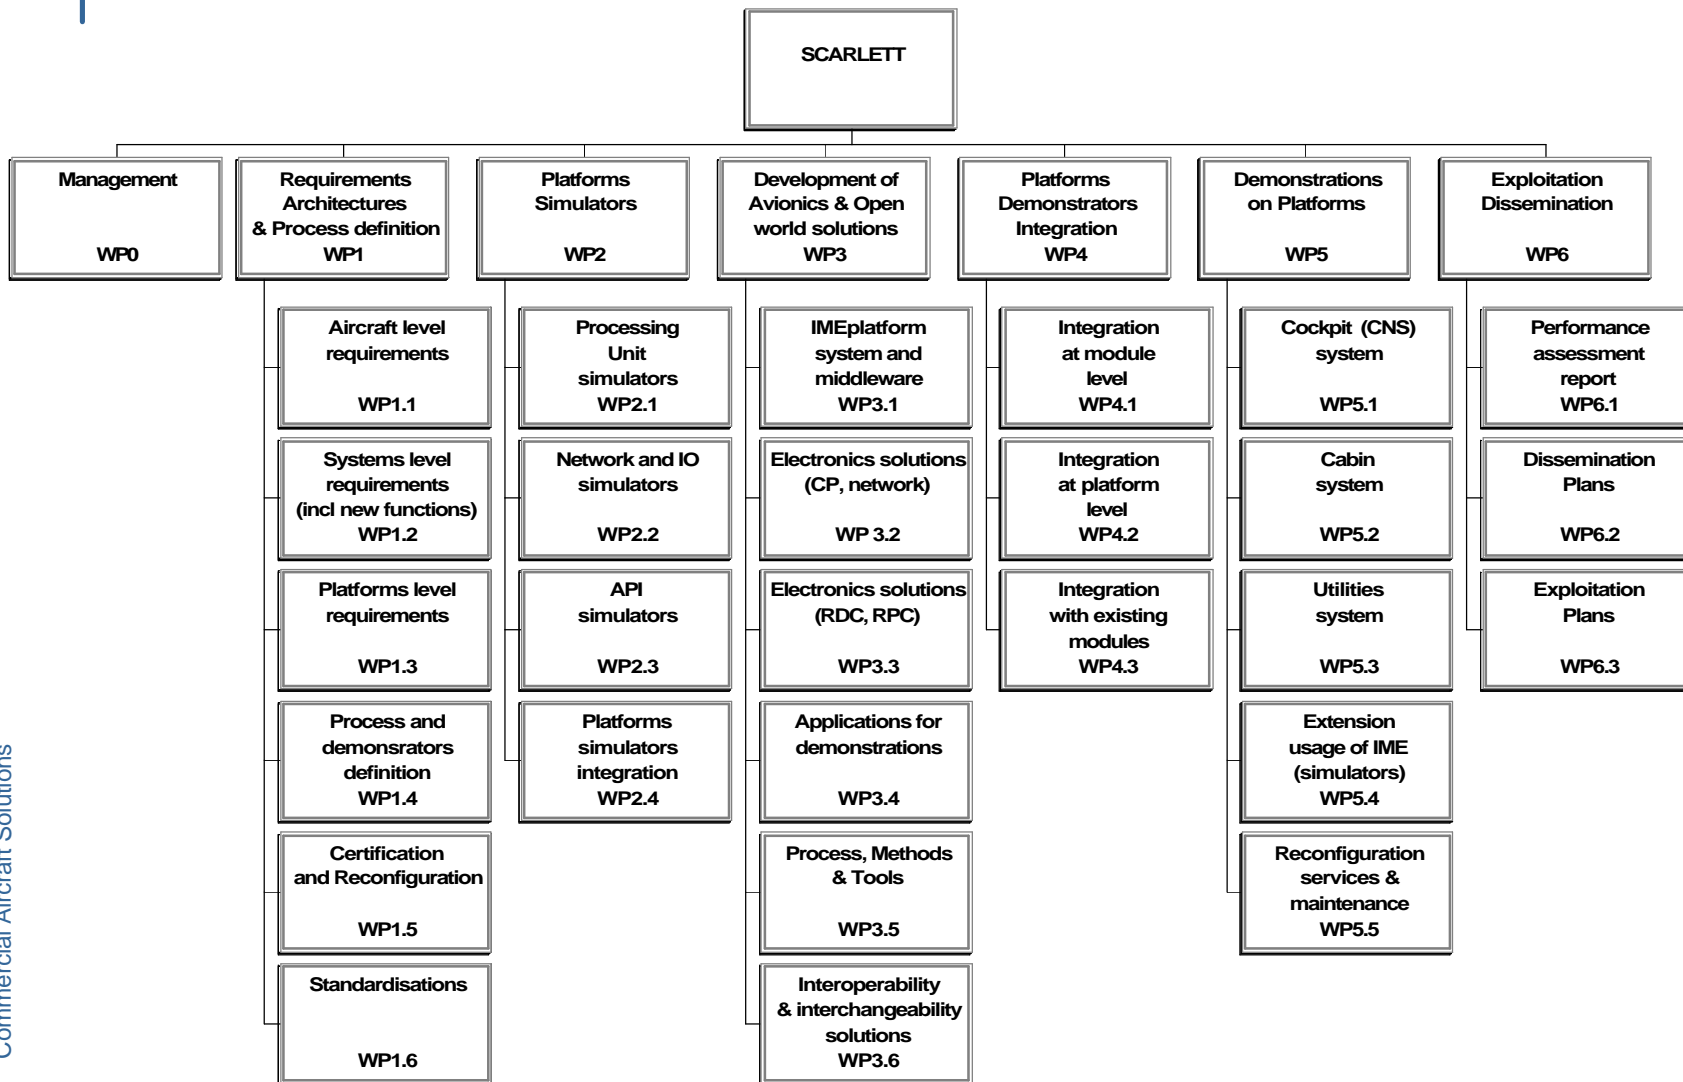 SCARLETT
Management
WP0
Requirements
Architectures
& Process definition
WP1
Platforms
Simulators
WP2
Development of
Avionics & Open
world solutions
WP3
Platforms
Demonstrators
Integration
WP4
Demonstrations
on Platforms
WP5
Exploitation
Dissemination
WP6
Aircraft level
requirements
WP1.1
Systems level
requirements
(incl new functions)
WP1.2
Platforms level
requirements
WP1.3
Process and
demonsrators
definition
WP1.4
Certification
and Reconfiguration
WP1.5
Standardisations
WP1.6
Processing
Unit
simulators
WP2.1
Network and IO
simulators
WP2.2
API
simulators
WP2.3
Platforms
simulators
integration
WP2.4
IMEplatform
system and
middleware
WP3.1
Electronics solutions
(CP, network)
WP 3.2
Electronics solutions
(RDC, RPC)
WP3.3
Applications for
demonstrations
WP3.4
Process, Methods
& Tools
WP3.5
Interoperability
& interchangeability
solutions
WP3.6
Integration
at module
level
WP4.1
Integration
at platform
level
WP4.2
Integration
with existing
modules
WP4.3
Cockpit (CNS)
system
WP5.1
Cabin
system
WP5.2
Utilities
system
WP5.3
Extension
usage of IME
(simulators)
WP5.4
Reconfiguration
services &
maintenance
WP5.5
Performance
assessment
report
WP6.1
Dissemination
Plans
WP6.2
Exploitation
Plans
WP6.3
Commercial Aircraft Solutions